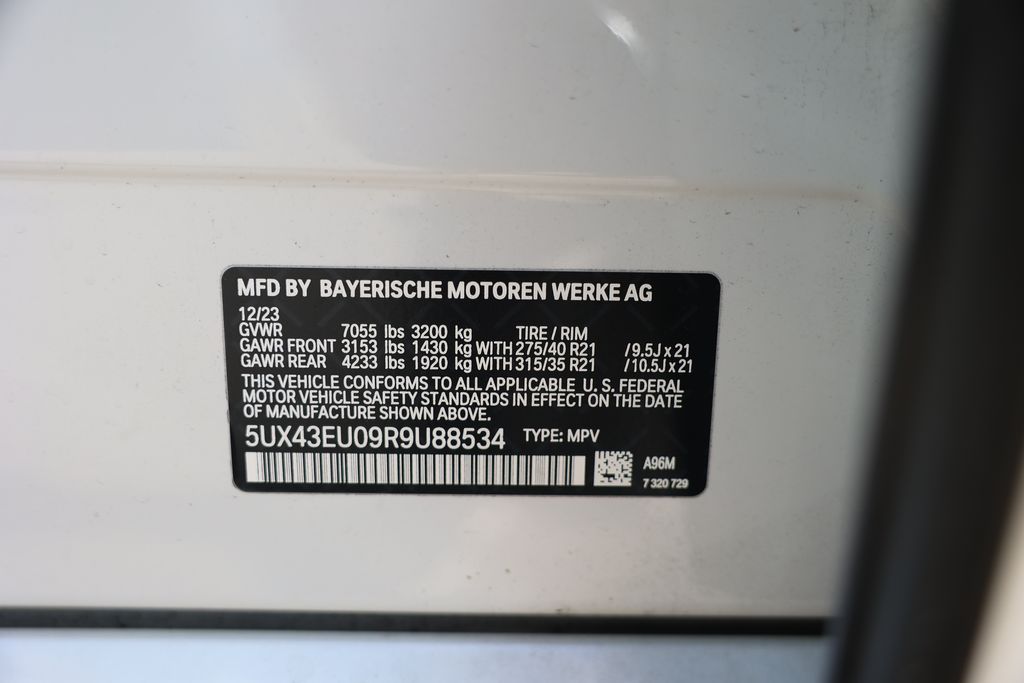 MFD BY BAYERISCHE MOTOREN WERKE AG
12/23
GVWR 7055 lbs 3200 kg TIRE / RIM
GAWR FRONT 3153 lbs 1430 kg WITH 275/40 R21 / 9.5J x 21
GAWR REAR 4233 lbs 1920 kg WITH 315/35 R21 / 10.5J x 21
THIS VEHICLE CONFORMS TO ALL APPLICABLE U. S. FEDERAL
MOTOR VEHICLE SAFETY STANDARDS IN EFFECT ON THE DATE
OF MANUFACTURE SHOWN ABOVE.
5UX43EU09R9U88534 TYPE: MPV
A96M
7 320 729